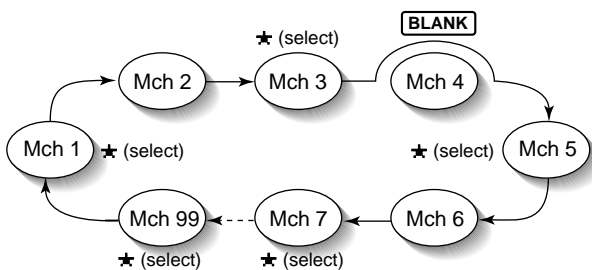 BLANK
★ (select)
Mch 2
Mch 3
Mch 4
Mch 1
★ (select)
★ (select)
Mch 5
Mch 99
Mch 7
Mch 6
★ (select)
★ (select)